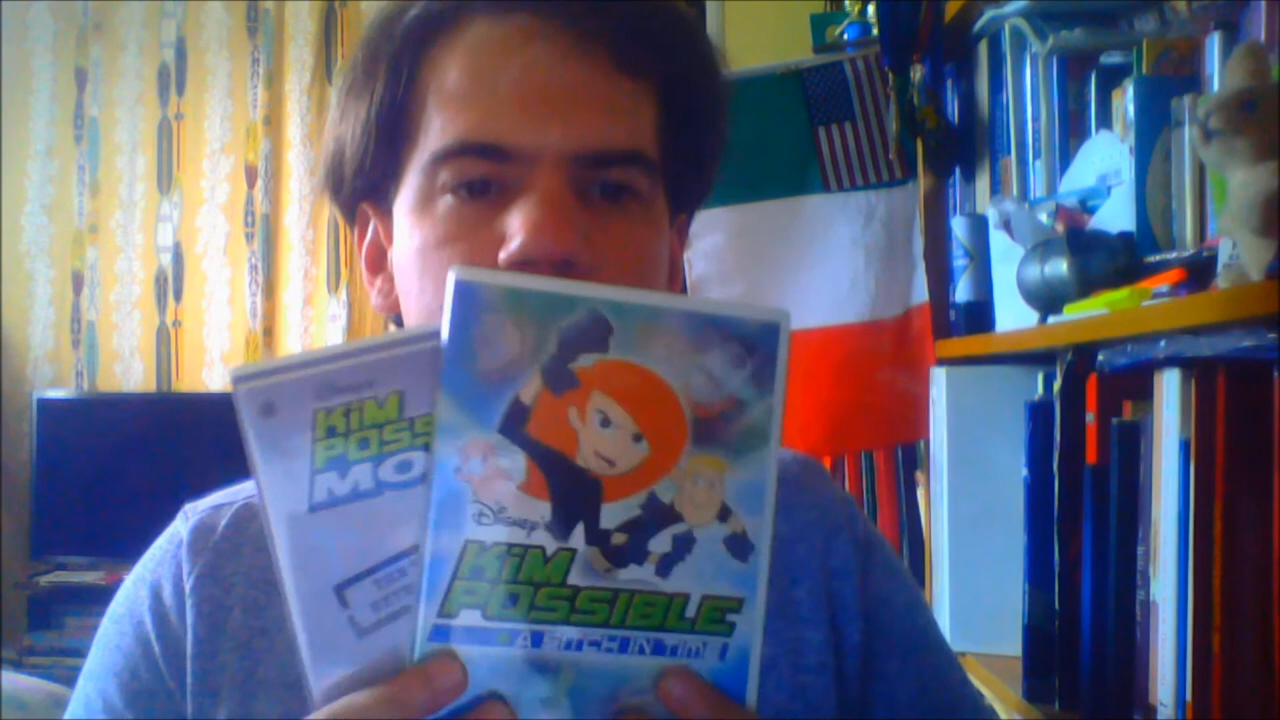 Disney
KiM
POSS
MO
Disney's
KiM
POSSiBLE
A SiTCH IN TiME